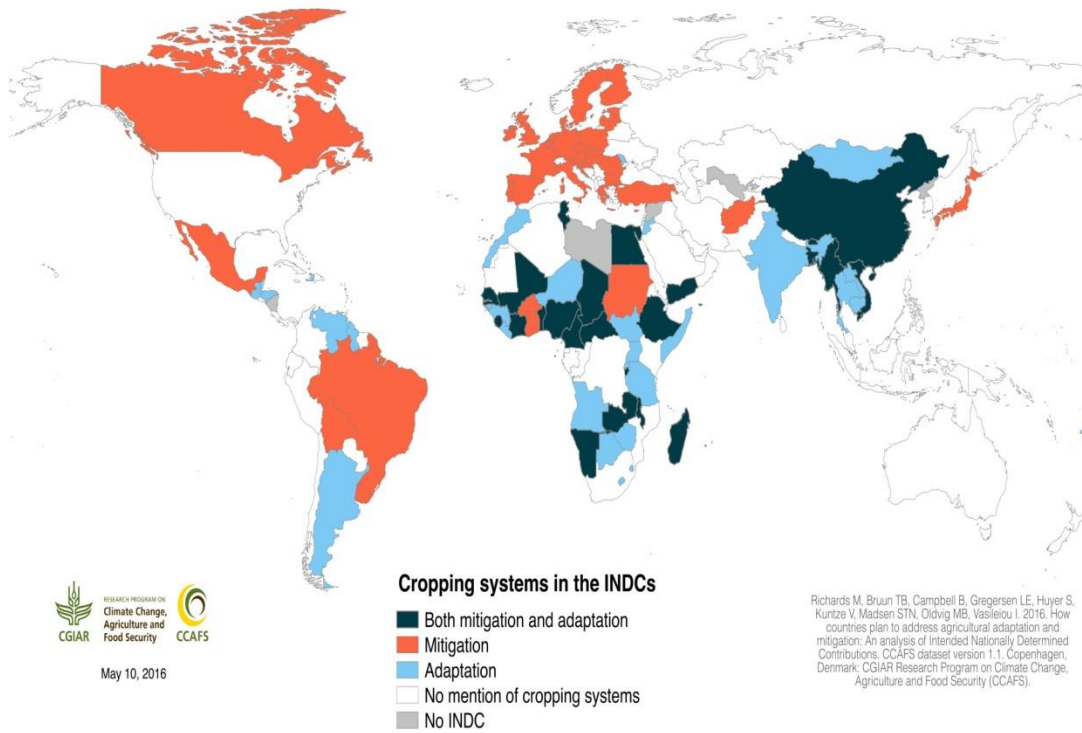 Cropping systems in the INDCs
Both mitigation and adaptation
Mitigation
Adaptation
No mention of cropping systems
No INDC
CGIAR
RESEARCH PROGRAM ON
Climate Change,
Agriculture and
Food Security
CCAFS
May 10, 2016
Richards M, Bruun TB, Campbell B, Gregersen LE, Huyer S,
Kuntze V, Madsen STN, Oldvig MB, Vasileiou I. 2016. How
countries plan to address agricultural adaptation and
mitigation: An analysis of Intended Nationally Determined
Contributions. CCAFS dataset version 1.1. Copenhagen,
Denmark: CGIAR Research Program on Climate Change,
Agriculture and Food Security (CCAFS).